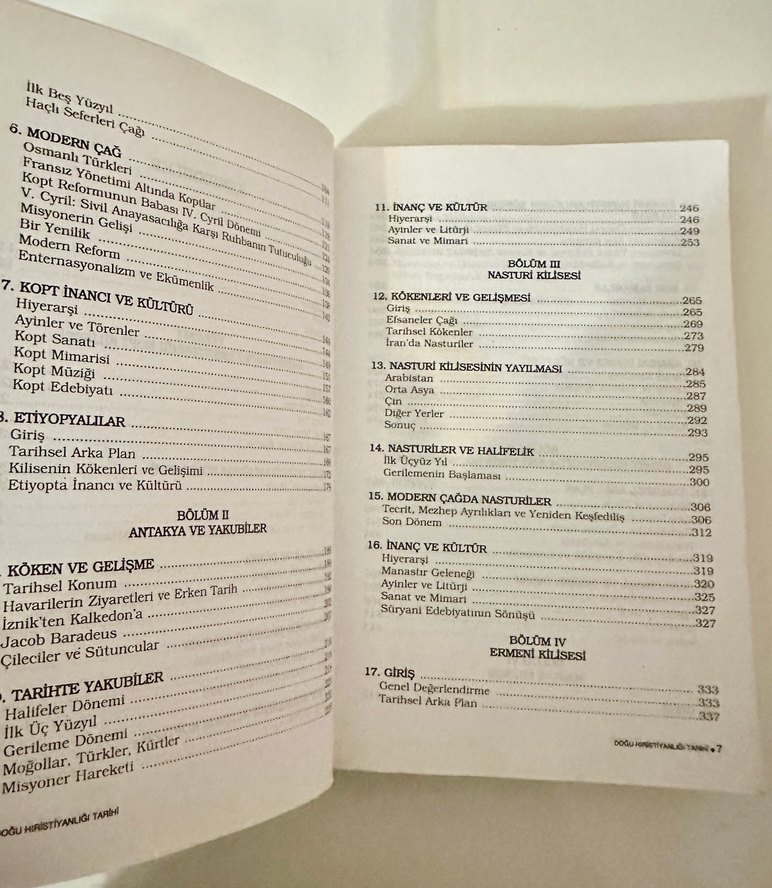 İlk Beş Yüzyıl
Haçlı Seferleri Çağı
6. MODERN ÇAĞ
Osmanlı Türkleri
Fransız Yönetimi Altında Koptlar
Kopt Reformunun Babası IV. Cyril Dönemi
V. Cyril: Sivil Anayasacılığa Karşı Ruhbanın Tutuculuğu
Misyonerin Gelişi
Bir Yenilik
Modern Reform
Enternasyonalizm ve Ekümenlik
7. KOPT İNANCI VE KÜLTÜRÜ
Hiyerarşi
Ayinler ve Törenler
Kopt Sanatı
Kopt Mimarisi
Kopt Müziği
Kopt Edebiyatı
8. ETİYOPYALILAR
Giriş
Tarihsel Arka Plan
Kilisenin Kökenleri ve Gelişimi
Etiyopta İnancı ve Kültürü
BÖLÜM II
ANTAKYA VE YAKUBİLER
KÖKEN VE GELİŞME
Tarihsel Konum
Havarilerin Ziyaretleri ve Erken Tarih
İznik'ten Kalkedon'a
Jacob Baradeus
Çileciler ve Sütuncular
TARİHTE YAKUBİLER
Halifeler Dönemi
İlk Üç Yüzyıl
Gerileme Dönemi
Moğollar, Türkler, Kürtler
Misyoner Hareketi
DOĞU HIRİSTİYANLIĞI TARİHİ
11. İNANÇ VE KÜLTÜR 246
Hiyerarşi 246
Ayinler ve Litürji 249
Sanat ve Mimari 253
BÖLÜM III
NASTURİ KİLİSESİ
12. KÖKENLERİ VE GELİŞMESİ 265
Giriş 265
Efsaneler Çağı 269
Tarihsel Kökenler 273
İran'da Nasturiler 279
13. NASTURİ KİLİSESİNİN YAYILMASI 284
Arabistan 285
Orta Asya 287
Çin 289
Diğer Yerler 292
Sonuç 293
14. NASTURİLER VE HALİFELİK 295
İlk Üçyüz Yıl 295
Gerilemenin Başlaması 300
15. MODERN ÇAĞDA NASTURİLER 306
Tecrit, Mezhep Ayrılıkları ve Yeniden Keşfediliş 306
Son Dönem 312
16. İNANÇ VE KÜLTÜR 319
Hiyerarşi 319
Manastır Geleneği 320
Ayinler ve Litürji 325
Sanat ve Mimari 327
Süryani Edebiyatının Sönüşü 327
BÖLÜM IV
ERMENİ KİLİSESİ
17. GİRİŞ 333
Genel Değerlendirme 333
Tarihsel Arka Plan 337
DOĞU HIRİSTİYANLIĞI TARİHİ • 7